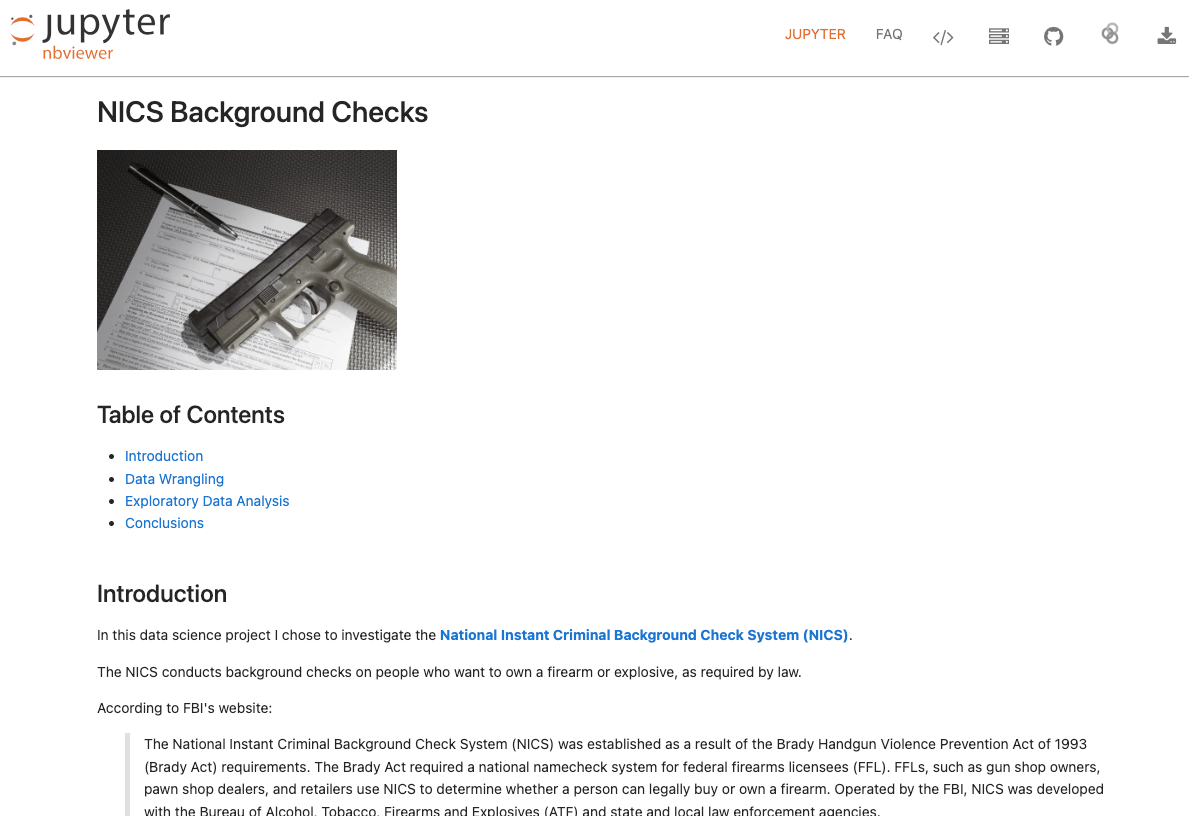 jupyter
nbviewer
JUPYTER
FAQ
NICS Background Checks
Table of Contents
Introduction
Data Wrangling
Exploratory Data Analysis
Conclusions
Introduction
In this data science project I chose to investigate the National Instant Criminal Background Check System (NICS).
The NICS conducts background checks on people who want to own a firearm or explosive, as required by law.
According to FBI's website:
The National Instant Criminal Background Check System (NICS) was established as a result of the Brady Handgun Violence Prevention Act of 1993
(Brady Act) requirements. The Brady Act required a national namecheck system for federal firearms licensees (FFL). FFLs, such as gun shop owners,
pawn shop dealers, and retailers use NICS to determine whether a person can legally buy or own a firearm. Operated by the FBI, NICS was developed
with the Bureau of Alcohol, Tobacco, Firearms and Explosives (ATF) and state and local law enforcement agencies.